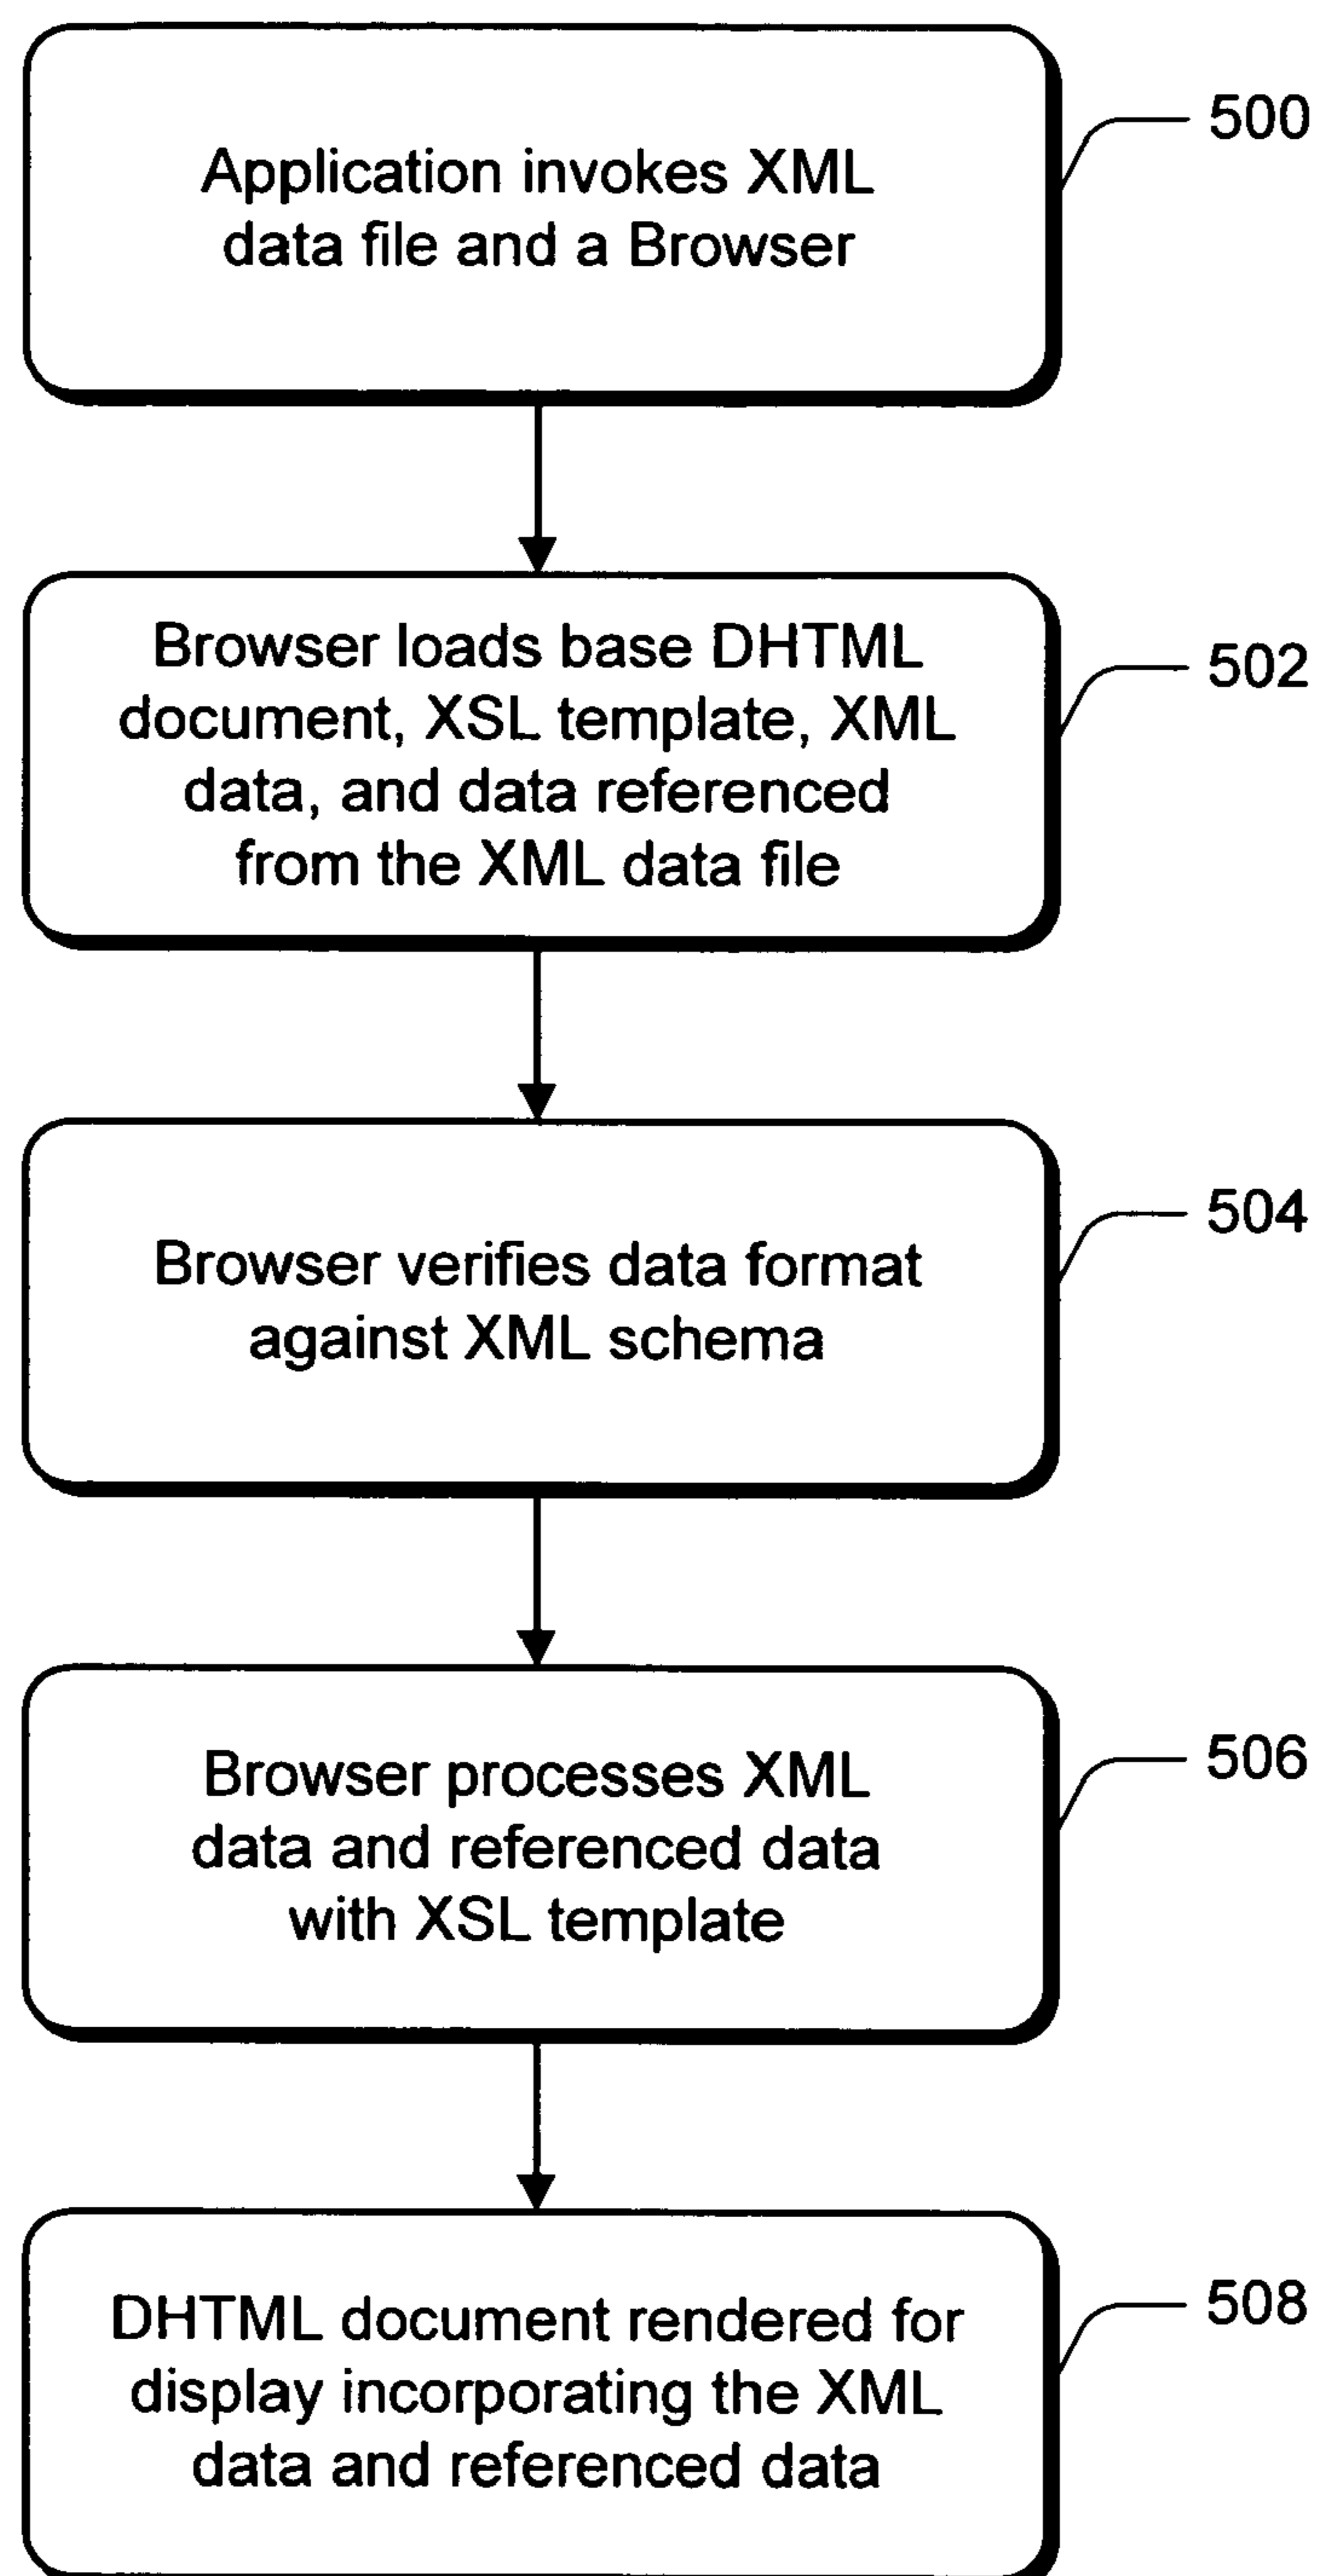 Application invokes XML
data file and a Browser
500
Browser loads base DHTML
document, XSL template, XML
data, and data referenced
from the XML data file
502
Browser verifies data format
against XML schema
504
Browser processes XML
data and referenced data
with XSL template
506
DHTML document rendered for
display incorporating the XML
data and referenced data
508